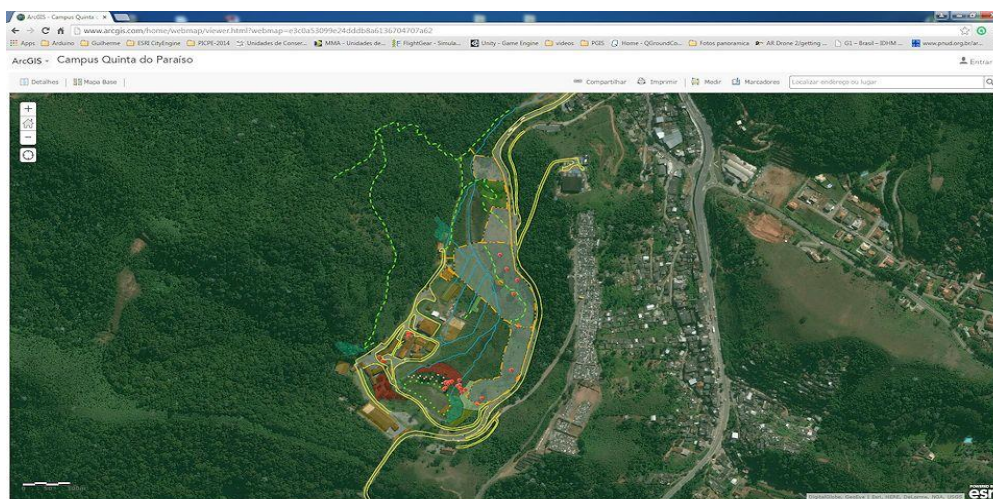 ArcGIS - Campus Quinta
www.arcgis.com/home/webmap/viewer.html?webmap=e3c0a53099e24dddb8a6136704707a62
Apps Arduino Guilherme ESRI CityEngine PICPE-2014 Unidades de Conser... MMA - Unidades de... FlightGear - Simula... Unity - Game Engine videos PGIS Home - QGroundCo... Fotos panoramica AR Drone 2/getting ... G1 - Brasil - IDHM... www.pnud.org.br/ar...
ArcGIS Campus Quinta do Paraíso Entrar
Detalhes Mapa Base Compartilhar Imprimir Medir Marcadores Localizar endereço ou lugar
POWERED BY
esri